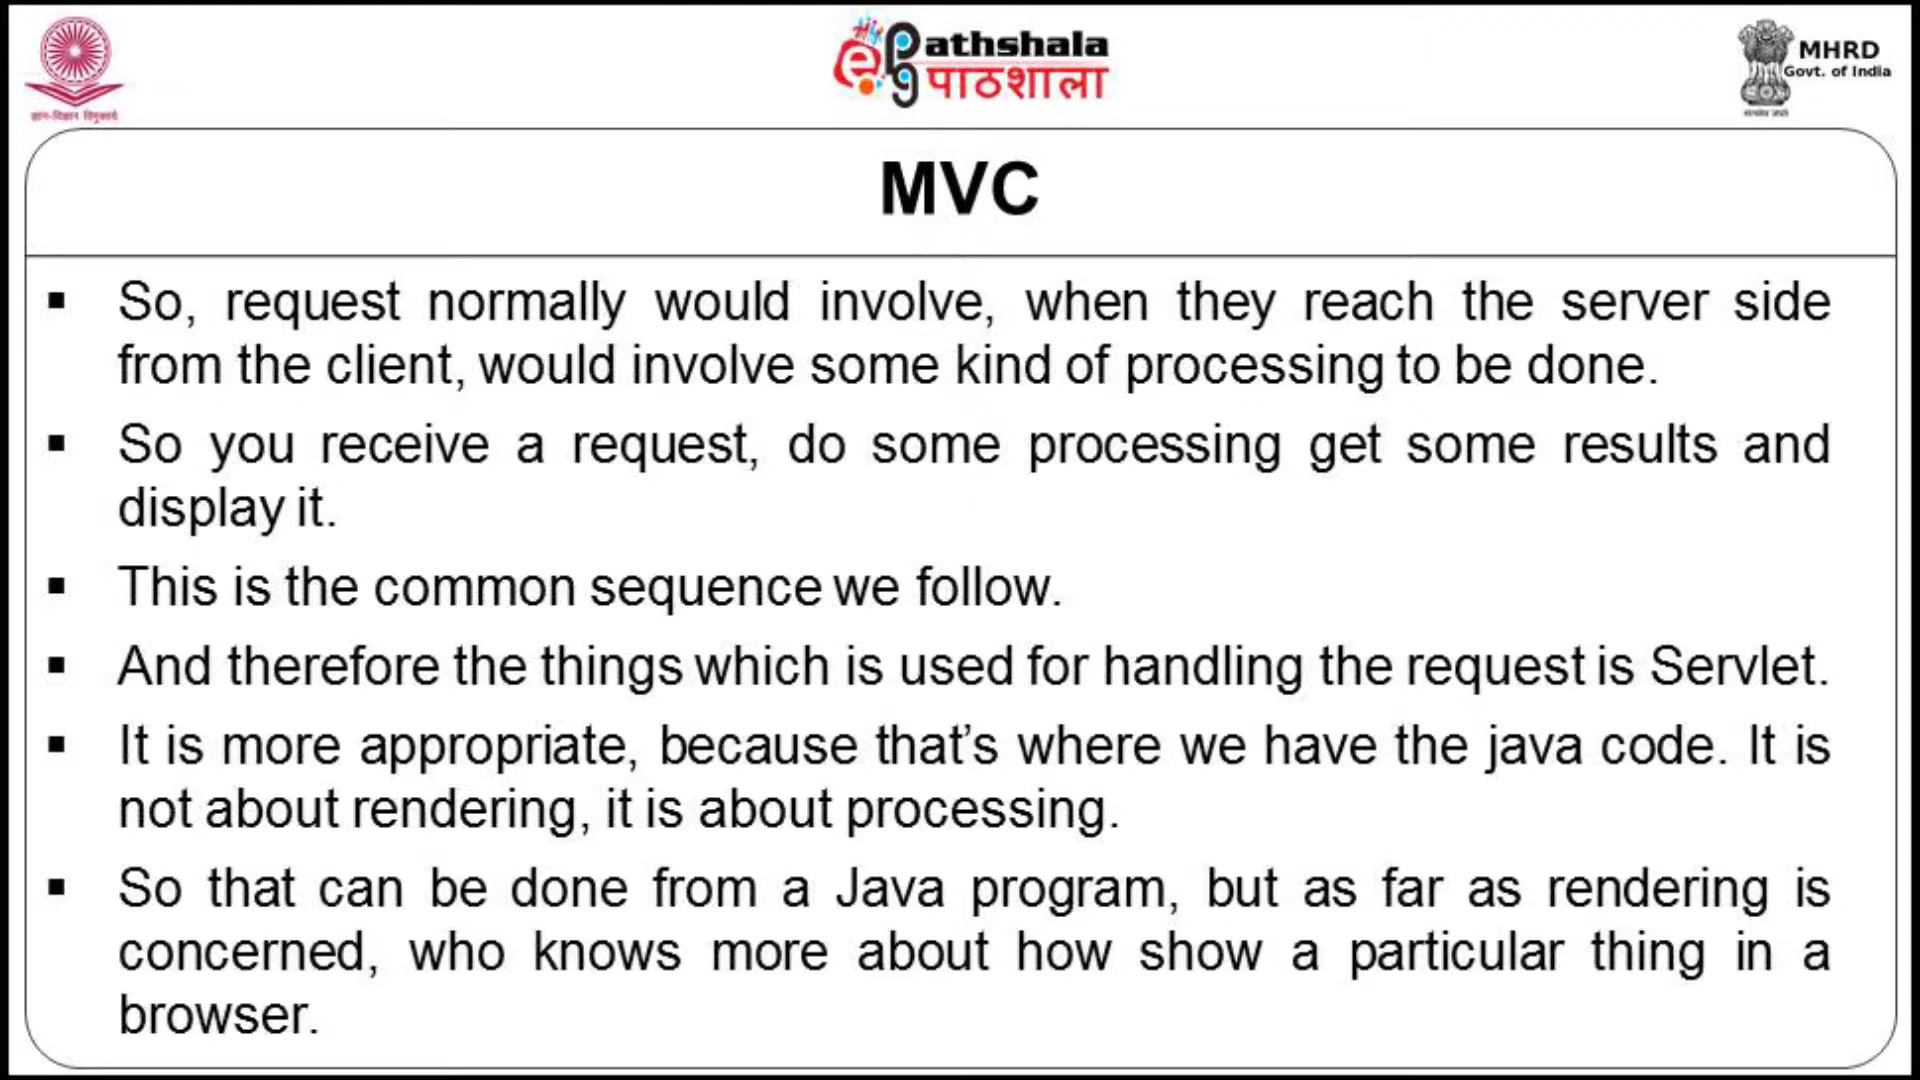 ज्ञान-विज्ञान विमुक्तये
athshala
पाठशाला
MHRD
Govt. of India
सत्यमेव जयते
MVC
▪ So, request normally would involve, when they reach the server side
from the client, would involve some kind of processing to be done.
▪ So you receive a request, do some processing get some results and
display it.
▪ This is the common sequence we follow.
▪ And therefore the things which is used for handling the request is Servlet.
▪ It is more appropriate, because that’s where we have the java code. It is
not about rendering, it is about processing.
▪ So that can be done from a Java program, but as far as rendering is
concerned, who knows more about how show a particular thing in a
browser.